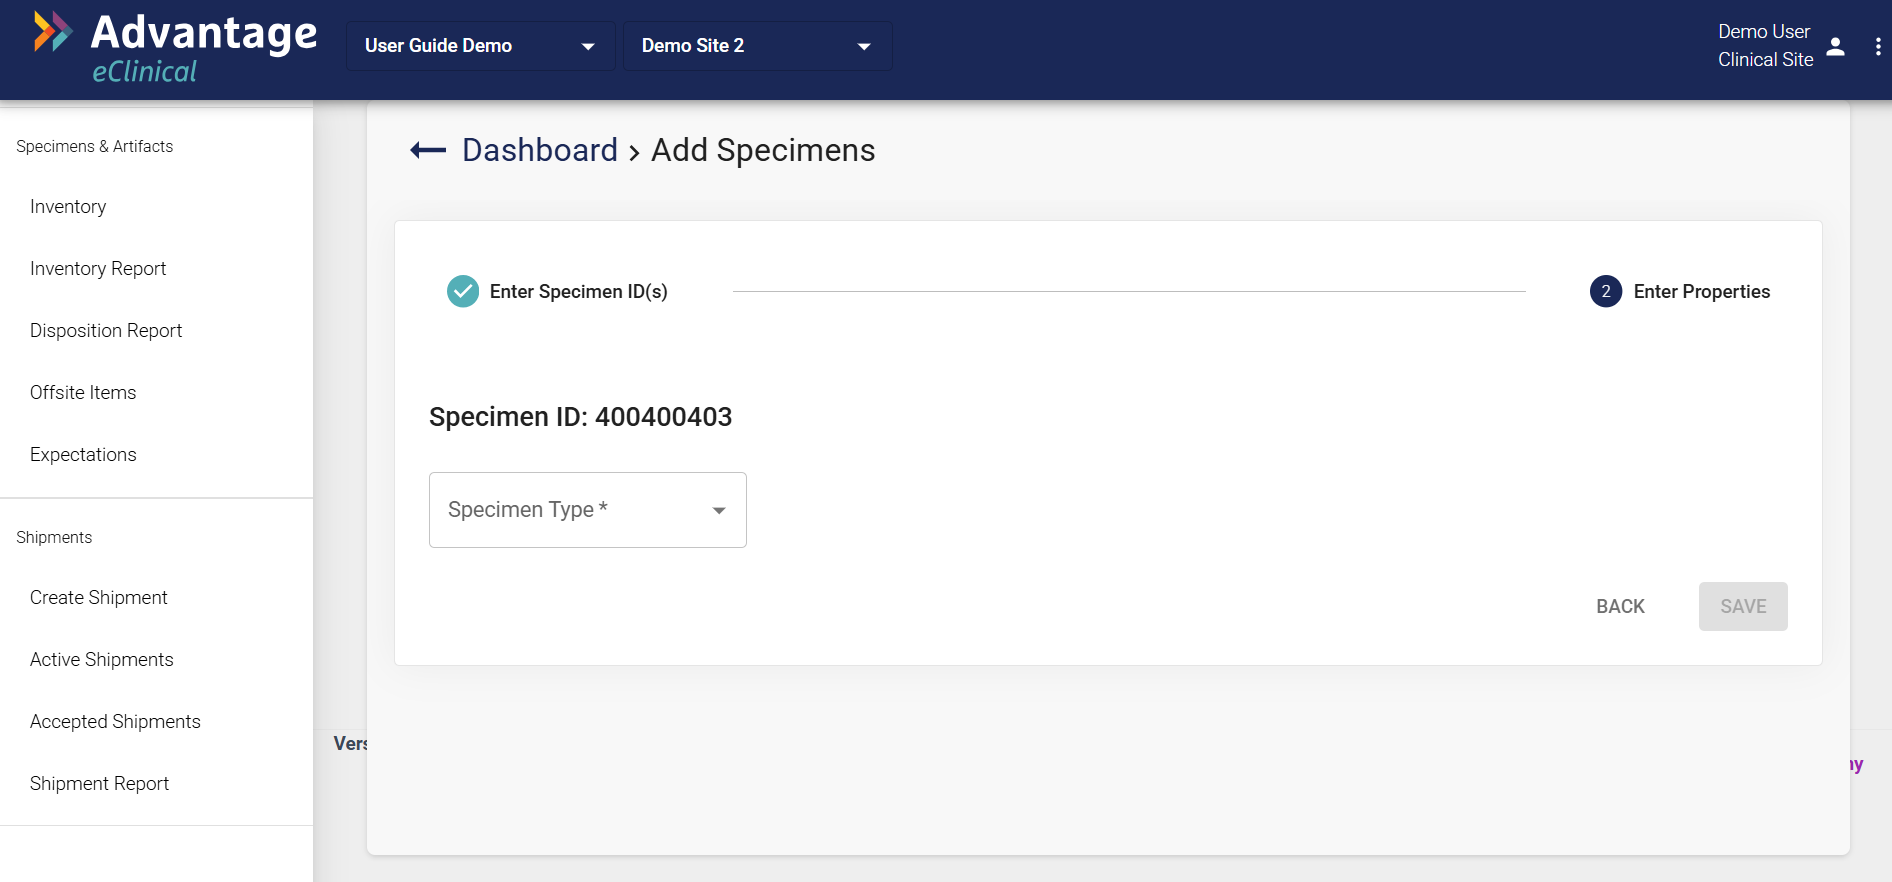 Advantage
eClinical
User Guide Demo
Demo Site 2
Demo User
Clinical Site
Specimens & Artifacts
Inventory
Inventory Report
Disposition Report
Offsite Items
Expectations
Shipments
Create Shipment
Active Shipments
Accepted Shipments
Shipment Report
Dashboard › Add Specimens
Enter Specimen ID(s)
2 Enter Properties
Specimen ID: 400400403
Specimen Type *
BACK
SAVE